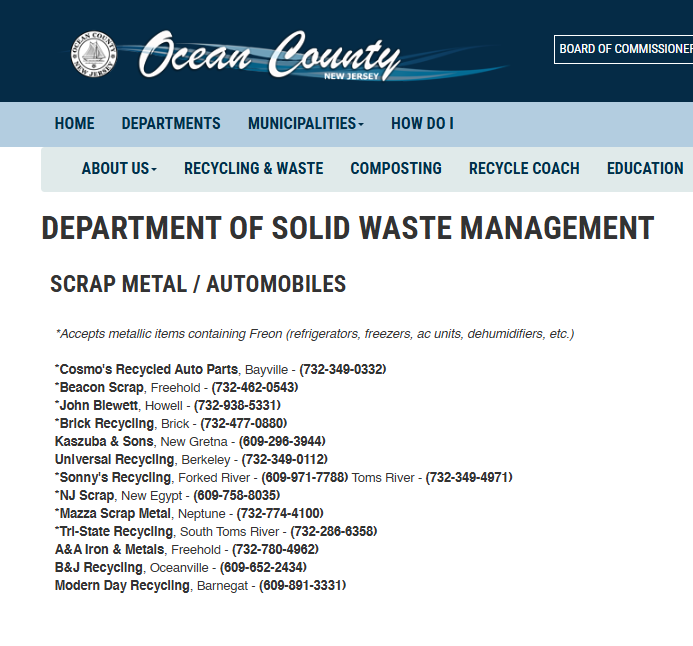 OCEAN COUNTY
NEW JERSEY
Ocean County
NEW JERSEY
BOARD OF COMMISSIONER
HOME DEPARTMENTS MUNICIPALITIES HOW DO I
ABOUT US RECYCLING & WASTE COMPOSTING RECYCLE COACH EDUCATION
DEPARTMENT OF SOLID WASTE MANAGEMENT
SCRAP METAL / AUTOMOBILES
*Accepts metallic items containing Freon (refrigerators, freezers, ac units, dehumidifiers, etc.)
*Cosmo's Recycled Auto Parts, Bayville - (732-349-0332)
*Beacon Scrap, Freehold - (732-462-0543)
*John Blewett, Howell - (732-938-5331)
*Brick Recycling, Brick - (732-477-0880)
Kaszuba & Sons, New Gretna - (609-296-3944)
Universal Recycling, Berkeley - (732-349-0112)
*Sonny's Recycling, Forked River - (609-971-7788) Toms River - (732-349-4971)
*NJ Scrap, New Egypt - (609-758-8035)
*Mazza Scrap Metal, Neptune - (732-774-4100)
*Tri-State Recycling, South Toms River - (732-286-6358)
A&A Iron & Metals, Freehold - (732-780-4962)
B&J Recycling, Oceanville - (609-652-2434)
Modern Day Recycling, Barnegat - (609-891-3331)